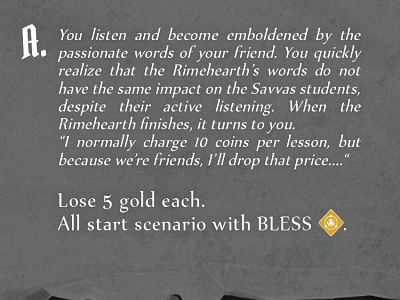 A. You listen and become emboldened by the
passionate words of your friend. You quickly
realize that the Rimehearth's words do not
have the same impact on the Savvas students,
despite their active listening. When the
Rimehearth finishes, it turns to you.
“I normally charge 10 coins per lesson, but
because we're friends, I'll drop that price....“
Lose 5 gold each.
All start scenario with BLESS .